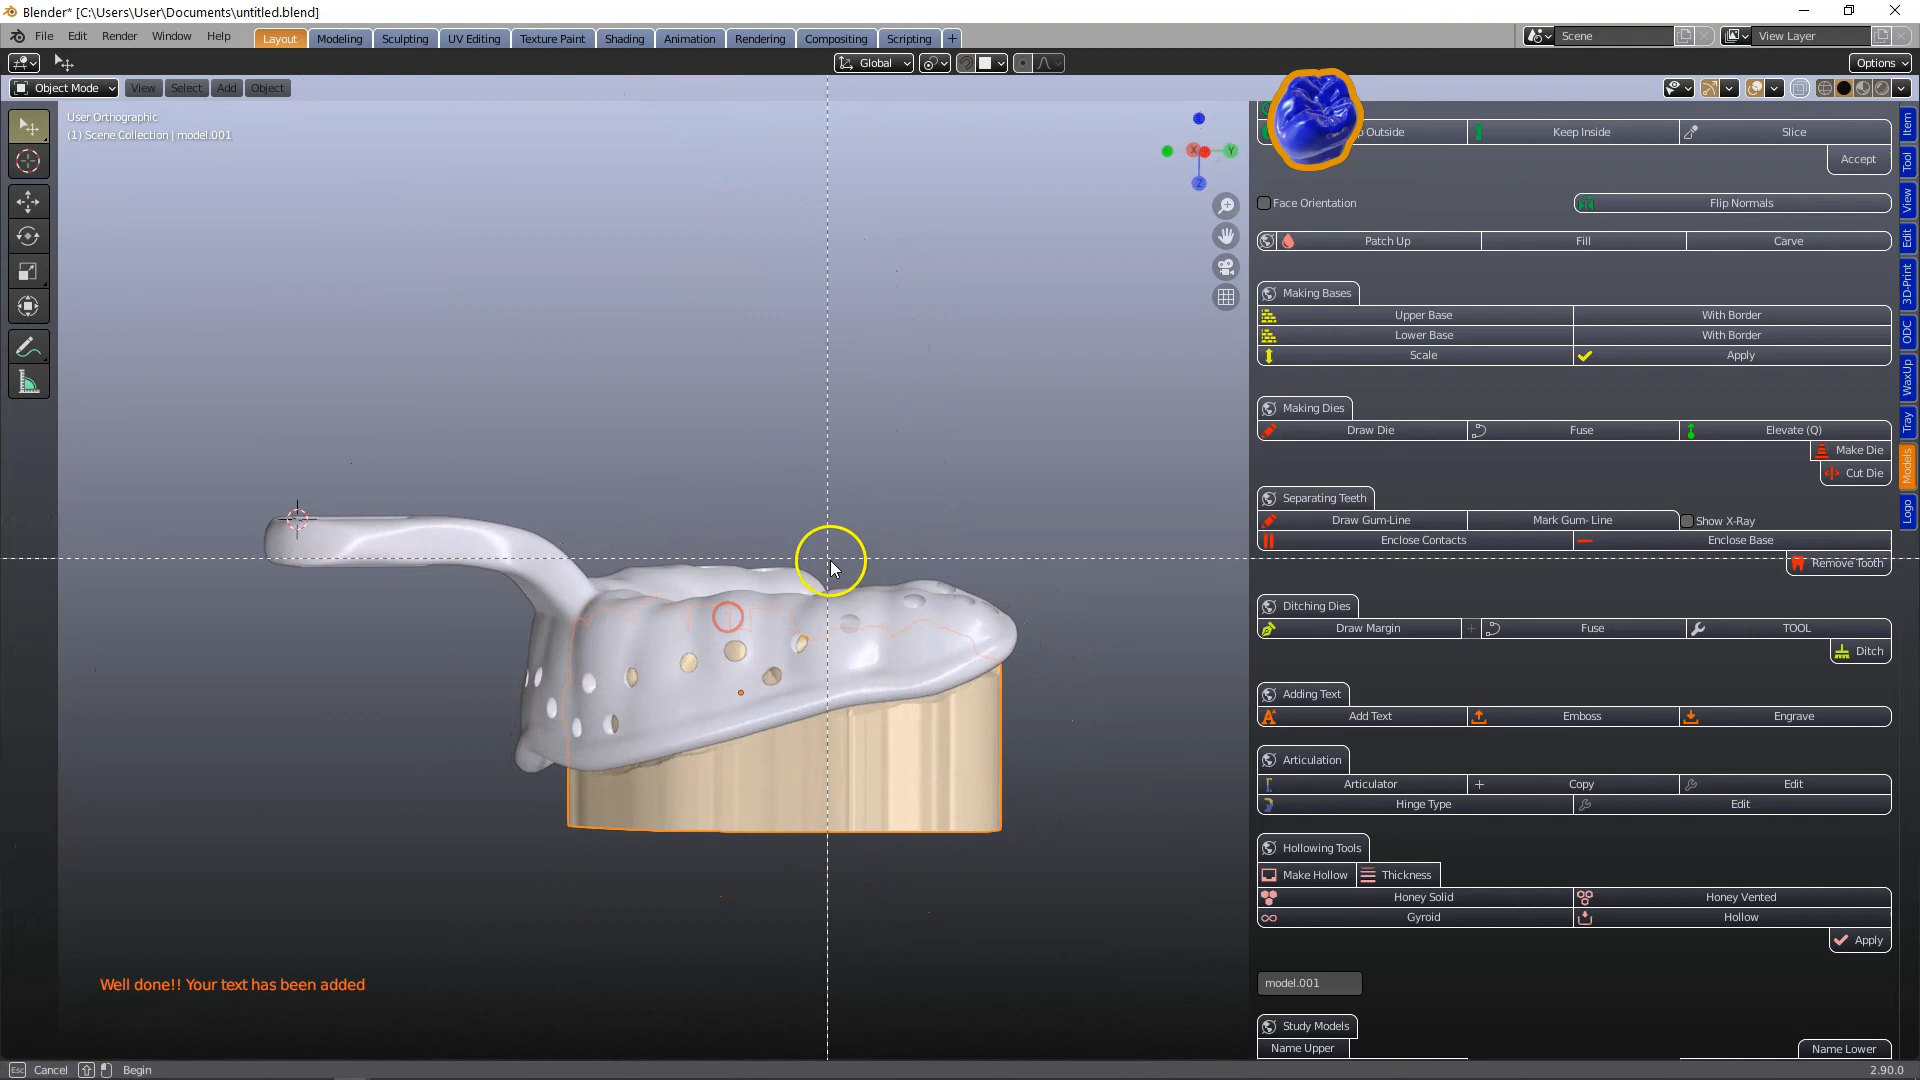 Blender* [C:\Users\User\Documents\untitled.blend]
File Edit Render Window Help Layout Modeling Sculpting UV Editing Texture Paint Shading Animation Rendering Compositing Scripting + Scene View Layer
Global Options
Object Mode View Select Add Object
User Orthographic
(1) Scene Collection | model.001
X Y Z
Outside Keep Inside Slice
Accept
Face Orientation Flip Normals
Patch Up Fill Carve
Making Bases
Upper Base With Border
Lower Base With Border
Scale Apply
Making Dies
Draw Die Fuse Elevate (Q)
Make Die
Cut Die
Separating Teeth
Draw Gum-Line Mark Gum- Line Show X-Ray
Enclose Contacts Enclose Base
Remove Tooth
Ditching Dies
Draw Margin Fuse TOOL
Ditch
Adding Text
Add Text Emboss Engrave
Articulation
Articulator Copy Edit
Hinge Type Edit
Hollowing Tools
Make Hollow Thickness
Honey Solid Honey Vented
Gyroid Hollow
Apply
model.001
Study Models
Name Upper Name Lower
Item
Tool
View
Edit
3D-Print
ODC
WaxUp
Tray
Models
Logo
Well done!! Your text has been added
Esc Cancel Begin 2.90.0